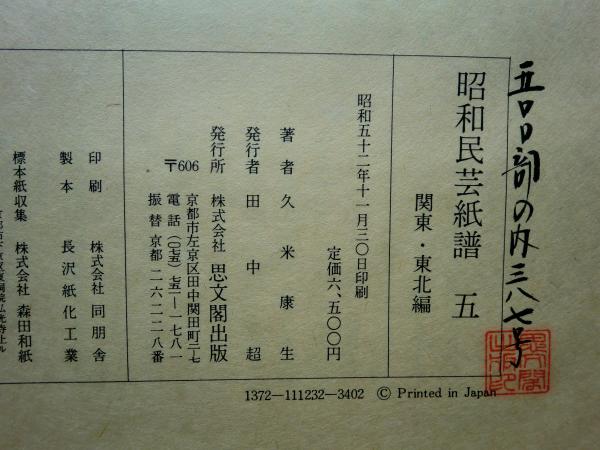 五〇〇部の内三八七号
昭和民芸紙譜 五
関東・東北編
昭和五十二年十一月三〇日印刷
定価六、五〇〇円
著者 久米康生
発行者 田中 超
発行所 株式会社 思文閣出版
〒606 京都市左京区田中関田町二—七
電話(〇七五)七五一—一七八一
振替 京都 二六二二八番
印刷 株式会社 同朋舎
製本 長沢紙化工業
標本紙収集 株式会社 森田和紙
1372—111232—3402 © Printed in Japan